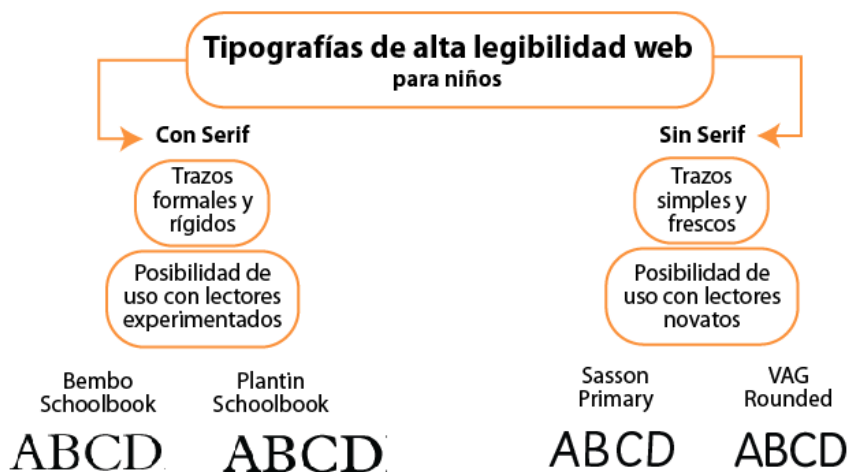 Tipografías de alta legibilidad web
para niños
Con Serif
Trazos
formales y
rígidos
Posibilidad de
uso con lectores
experimentados
Bembo
Schoolbook
ABCD
Plantin
Schoolbook
ABCD
Sin Serif
Trazos
simples y
frescos
Posibilidad de
uso con lectores
novatos
Sasson
Primary
ABCD
VAG
Rounded
ABCD